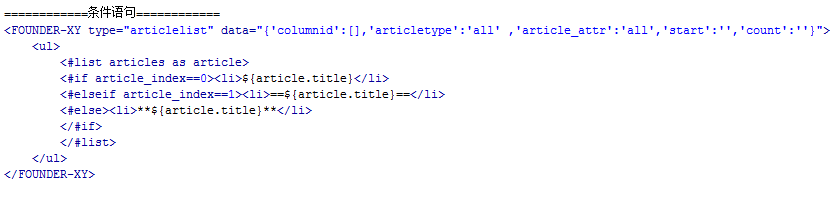 ============条件语句============
<FOUNDER-XY type="articlelist" data="{'columnid':[],'articletype':'all' ,'article_attr':'all','start':'','count':''}">
    <ul>
        <#list articles as article>
        <#if article_index==0><li>${article.title}</li>
        <#elseif article_index==1><li>==${article.title}==</li>
        <#else><li>**${article.title}**</li>
        </#if>
        </#list>
    </ul>
</FOUNDER-XY>